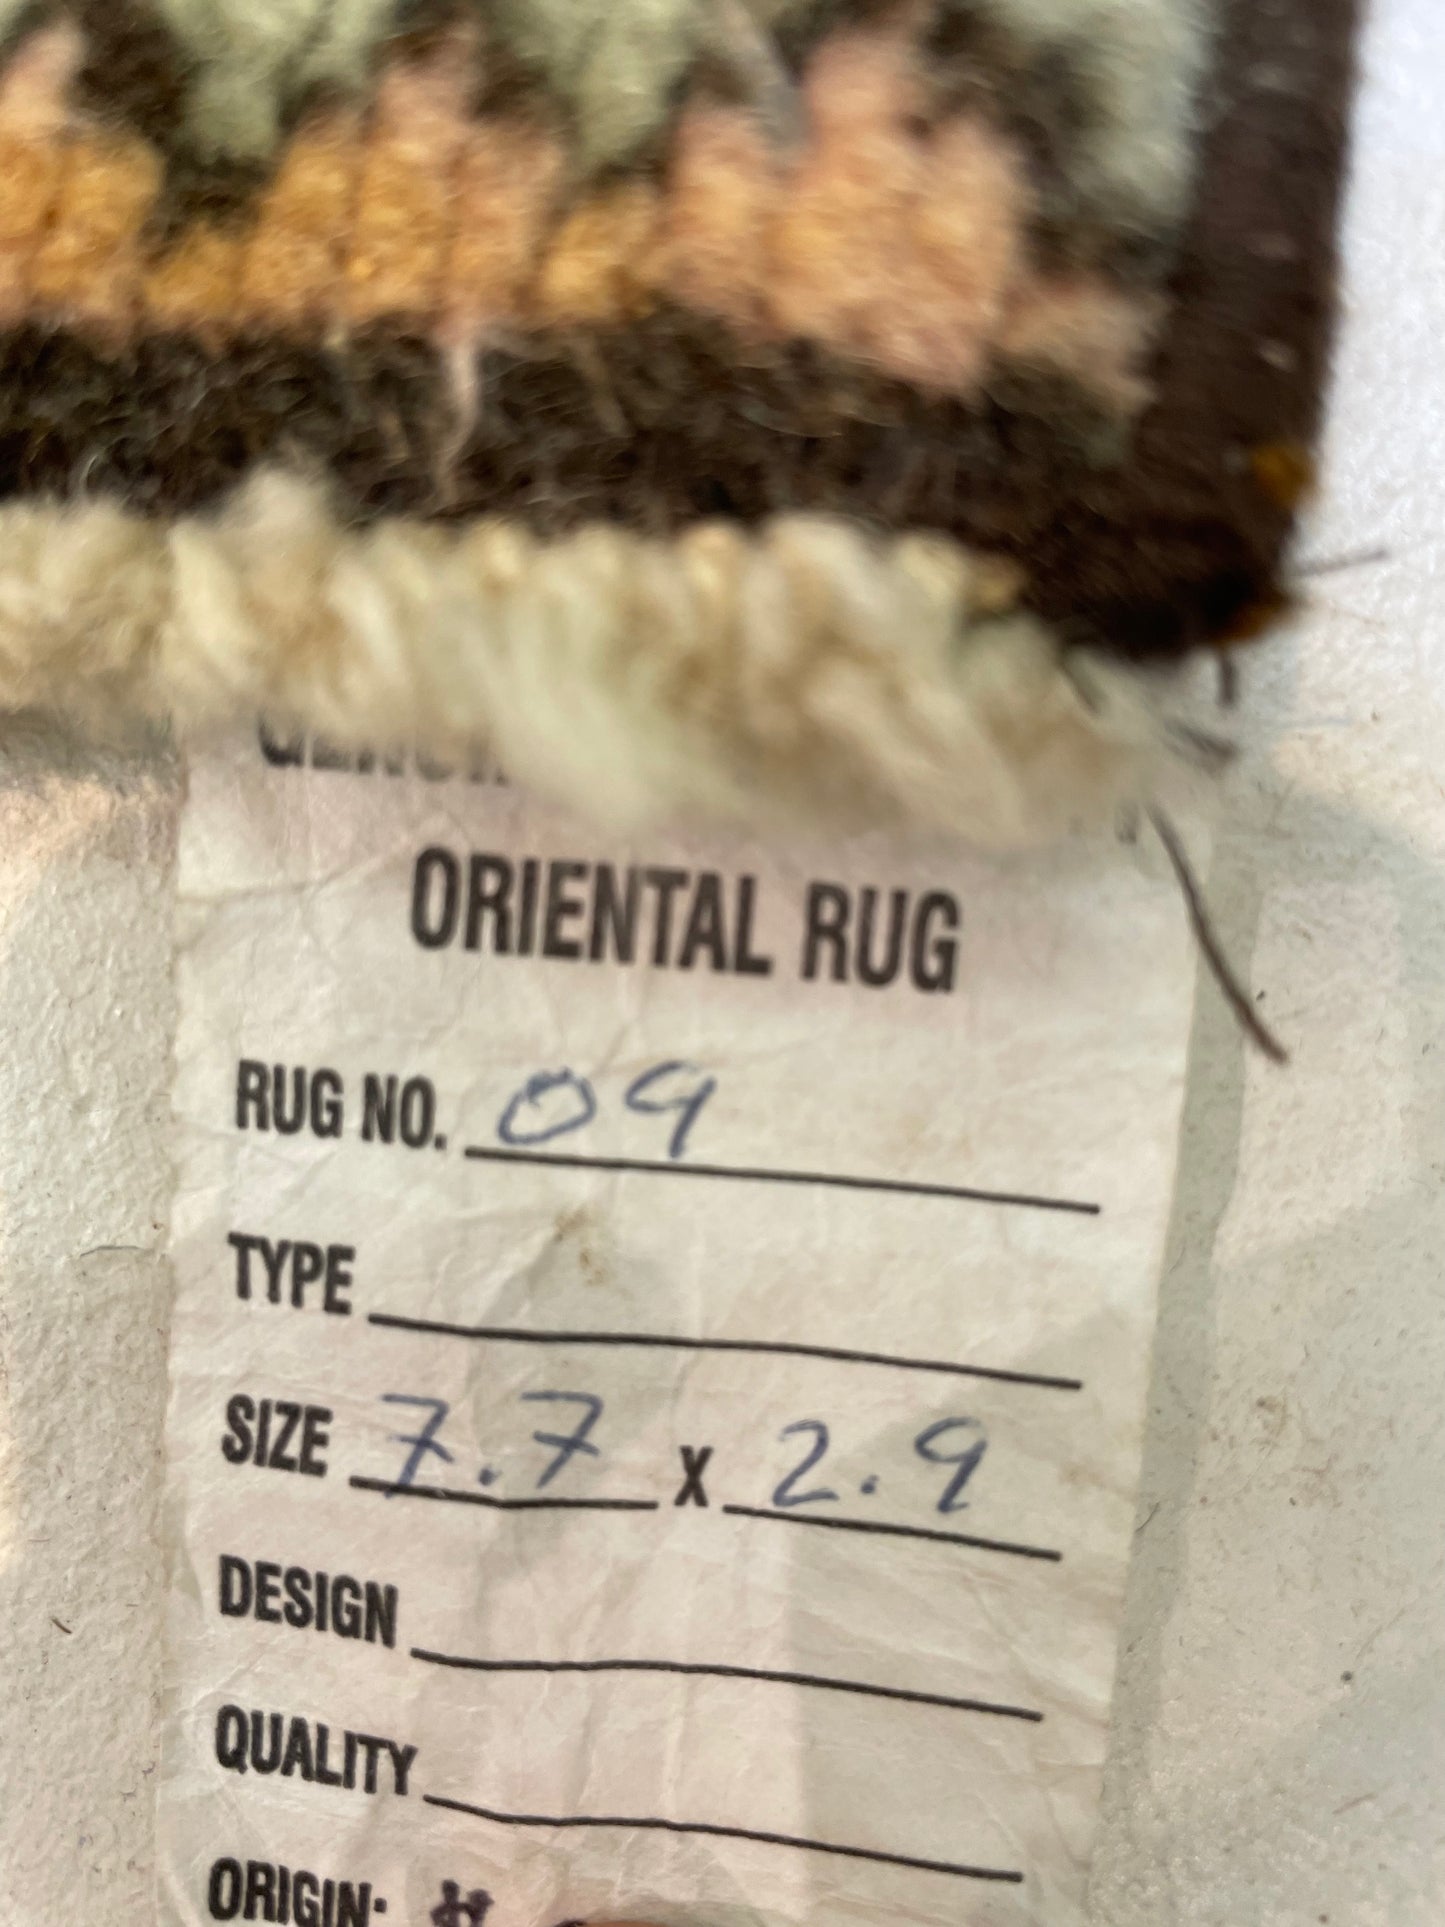 ORIENTAL RUG
RUG NO. 09
TYPE
SIZE 7.7 X 2.9
DESIGN
QUALITY
ORIGIN: